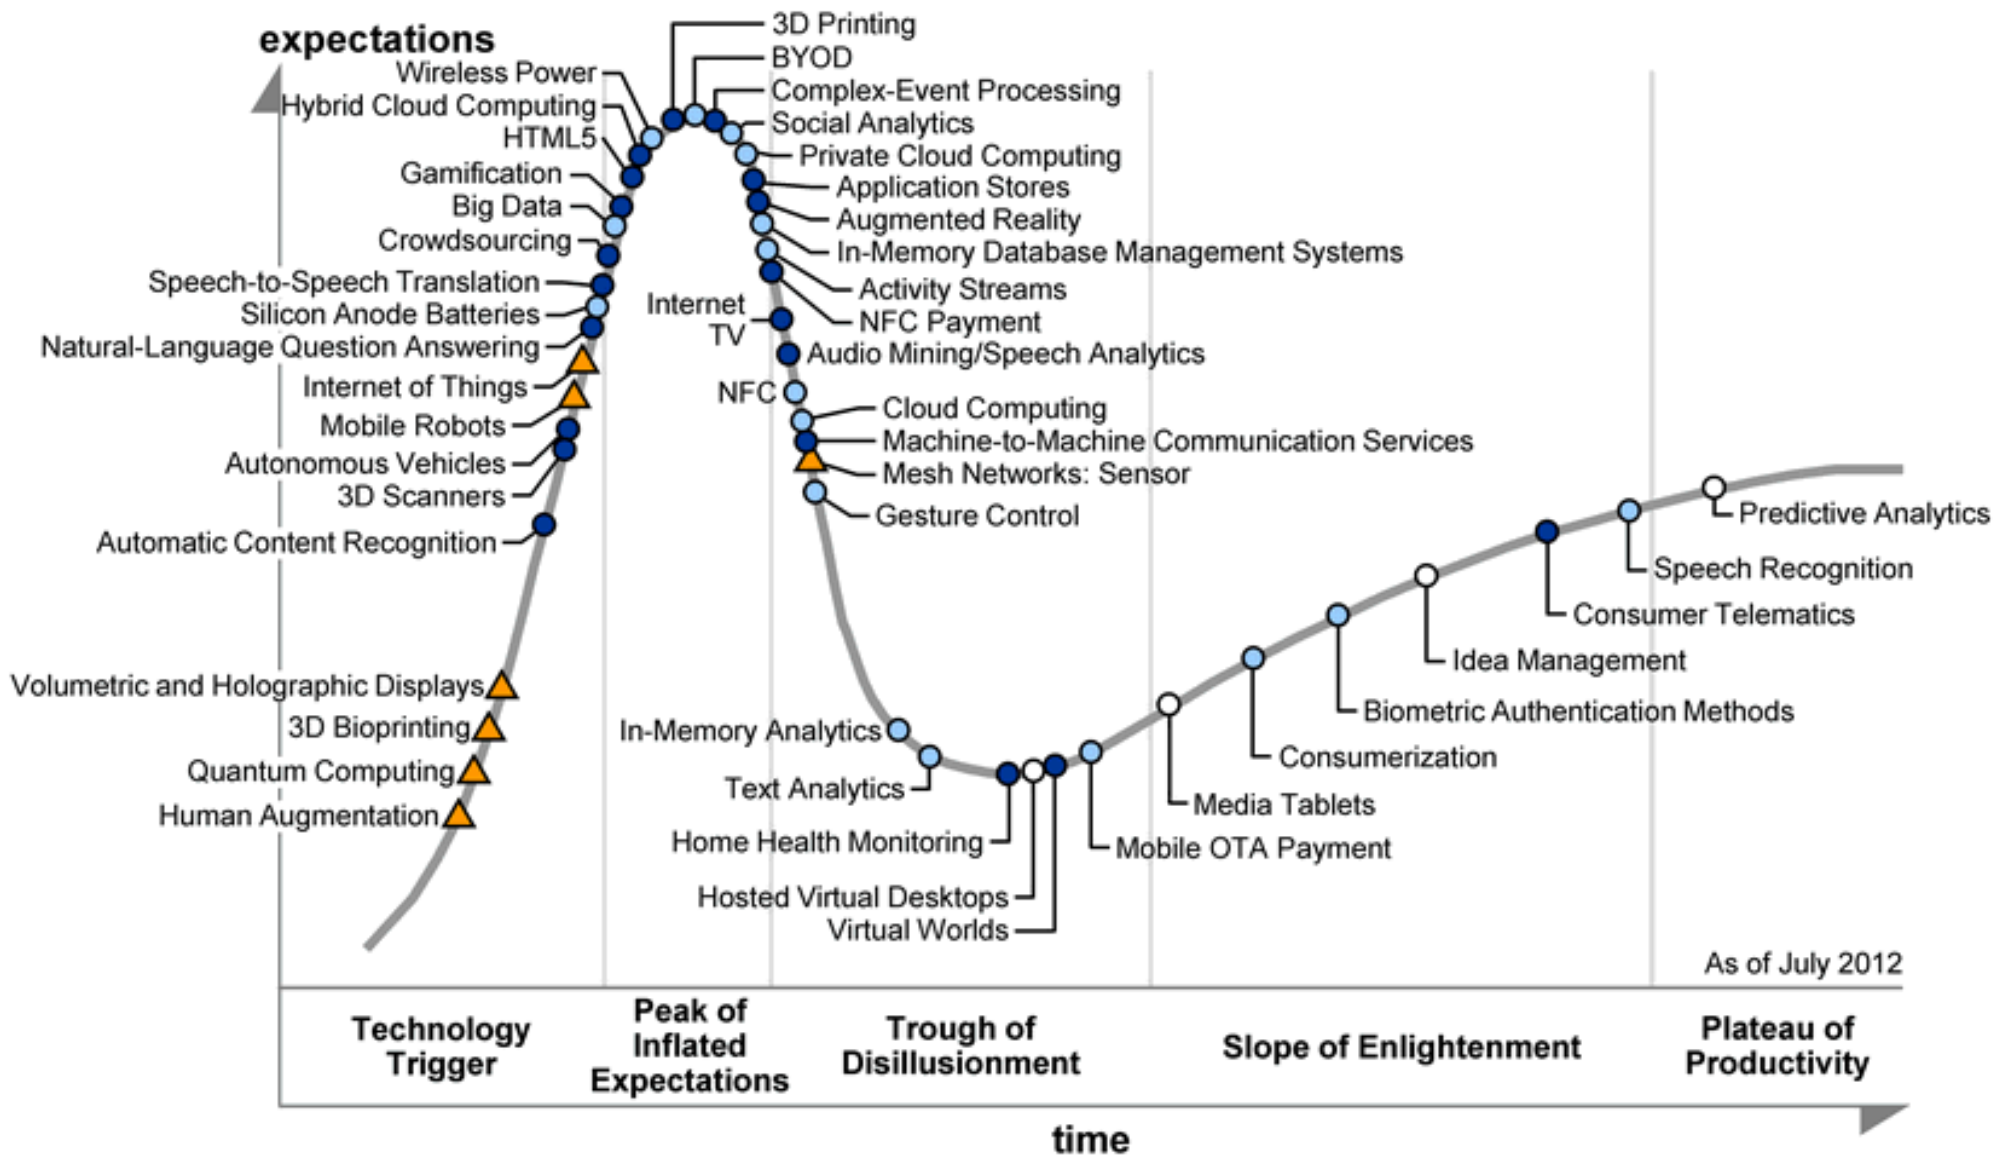 expectations
3D Printing
BYOD
Wireless Power
Complex-Event Processing
Hybrid Cloud Computing
Social Analytics
HTML5
Private Cloud Computing
Gamification
Application Stores
Big Data
Augmented Reality
Crowdsourcing
In-Memory Database Management Systems
Speech-to-Speech Translation
Activity Streams
Silicon Anode Batteries
Internet
TV
NFC Payment
Natural-Language Question Answering
Audio Mining/Speech Analytics
Internet of Things
NFC
Cloud Computing
Mobile Robots
Machine-to-Machine Communication Services
Autonomous Vehicles
Mesh Networks: Sensor
3D Scanners
Gesture Control
Automatic Content Recognition
Predictive Analytics
Speech Recognition
Consumer Telematics
Idea Management
Volumetric and Holographic Displays
Biometric Authentication Methods
3D Bioprinting
In-Memory Analytics
Consumerization
Quantum Computing
Text Analytics
Media Tablets
Human Augmentation
Home Health Monitoring
Mobile OTA Payment
Hosted Virtual Desktops
Virtual Worlds
As of July 2012
Technology
Trigger
Peak of
Inflated
Expectations
Trough of
Disillusionment
Slope of Enlightenment
Plateau of
Productivity
time